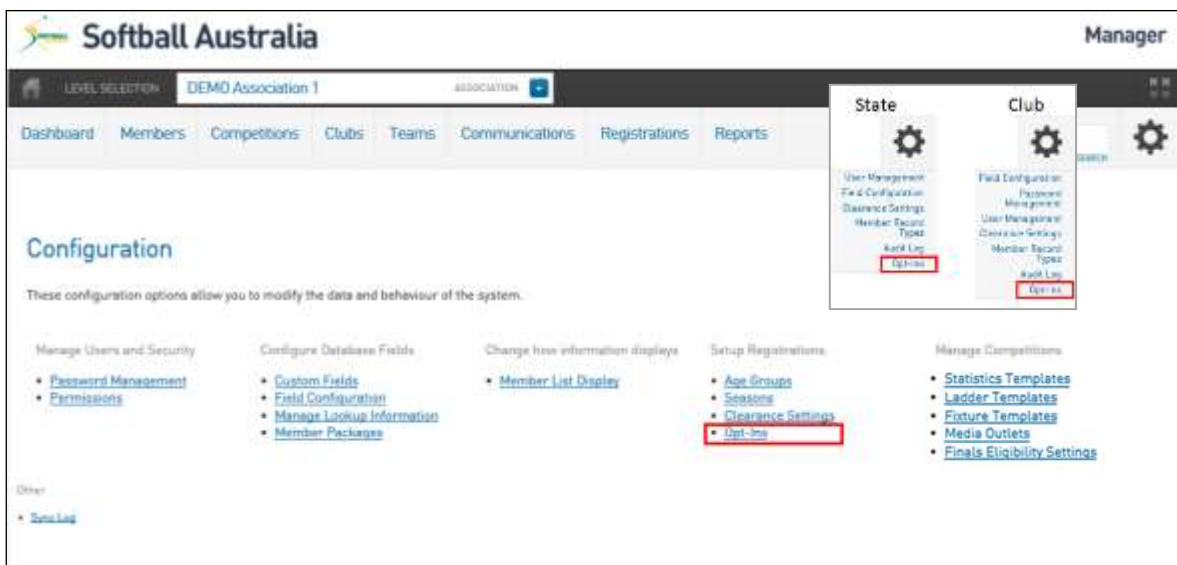 Softball Australia
Manager
LEVEL SELECTION
DEMO Association 1
ASSOCIATION
Dashboard
Members
Competitions
Clubs
Teams
Communications
Registrations
Reports
SEARCH
State
User Management
Field Configuration
Clearance Settings
Member Record
Types
Audit Log
Opt-Ins
Club
Field Configuration
Password
Management
User Management
Clearance Settings
Member Record
Types
Audit Log
Opt-Ins
Configuration
These configuration options allow you to modify the data and behaviour of the system.
Manage Users and Security
• Password Management
• Permissions
Configure Database Fields
• Custom Fields
• Field Configuration
• Manage Lookup Information
• Member Packages
Change how information displays
• Member List Display
Setup Registrations
• Age Groups
• Seasons
• Clearance Settings
• Opt-Ins
Manage Competitions
• Statistics Templates
• Ladder Templates
• Fixture Templates
• Media Outlets
• Finals Eligibility Settings
Other
• Sync Log